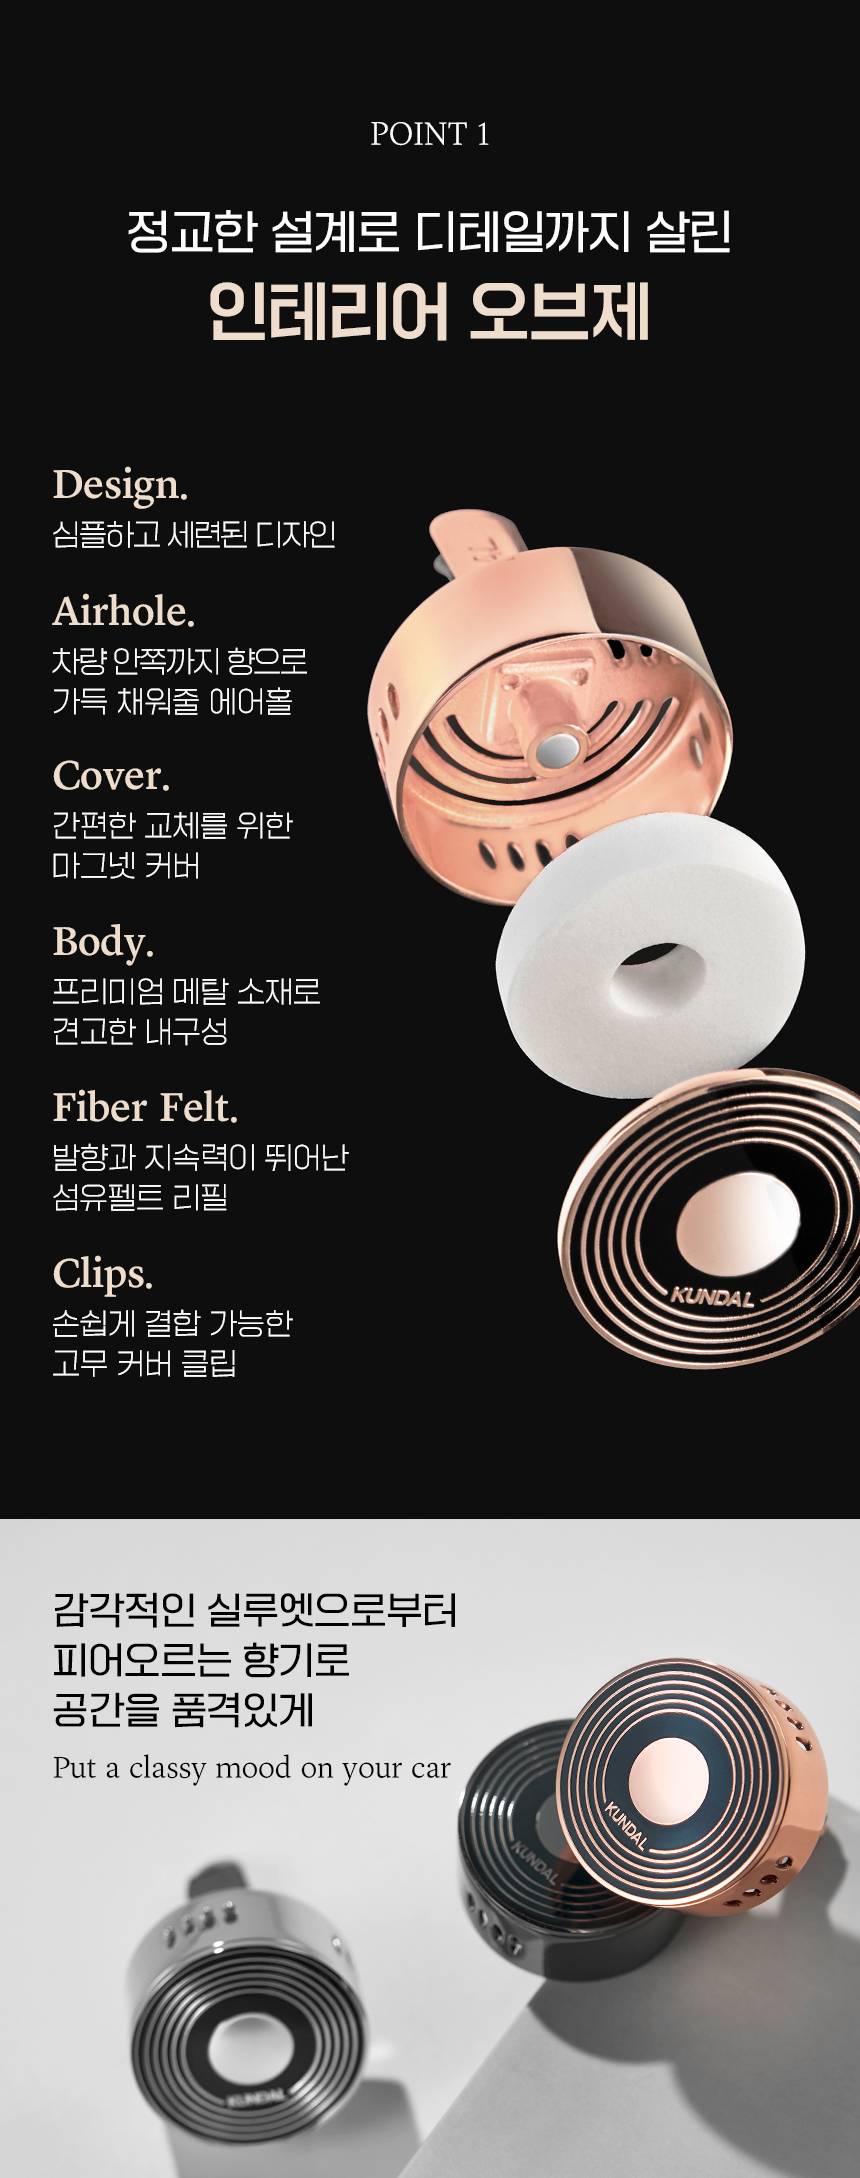 POINT 1
정교한 설계로 디테일까지 살린
인테리어 오브제
Design.
심플하고 세련된 디자인
Airhole.
차량 안쪽까지 향으로
가득 채워줄 에어홀
Cover.
간편한 교체를 위한
마그넷 커버
Body.
프리미엄 메탈 소재로
견고한 내구성
Fiber Felt.
발향과 지속력이 뛰어난
섬유펠트 리필
Clips.
손쉽게 결합 가능한
고무 커버 클립
KUNDAL
감각적인 실루엣으로부터
피어오르는 향기로
공간을 품격있게
Put a classy mood on your car
KUNDAL
KUNDAL
KUNDAL